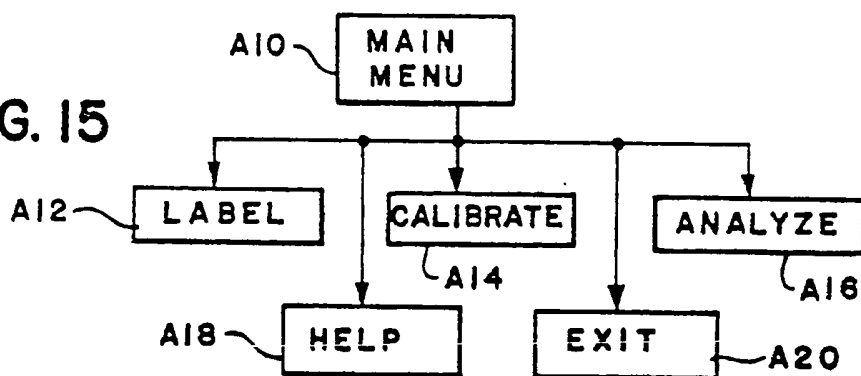 A10
MAIN
MENU
G. 15
A12
LABEL
CALIBRATE
ANALYZE
A14
A16
A18
HELP
EXIT
A20